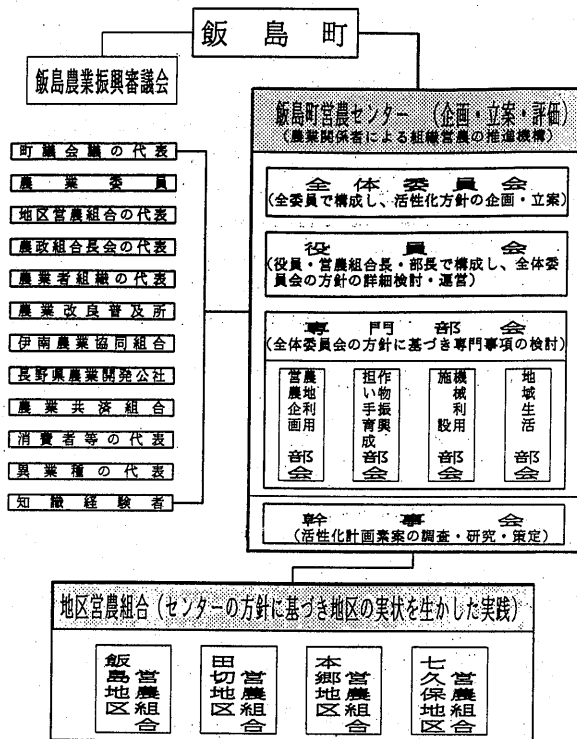 飯島町
飯島農業振興審議会
飯島町営農センター （企画・立案・評価）
（農業関係者による組織営農の推進機構）
町議会議の代表
農業委員
地区営農組合の代表
農政組合長会の代表
農業者組織の代表
農業改良普及所
伊南農業協同組合
長野県農業開発公社
農業共済組合
消費者等の代表
異業種の代表
知識経験者
全体委員会
（全委員で構成し、活性化方針の企画・立案）
役員会
（役員・営農組合長・部長で構成し、全体委
員会の方針の詳細検討・運営）
専門部会
（全体委員会の方針に基づき専門事項の検討）
営農企画
農地利用
部会
担い手育成
作物振興
部会
施設
機械利用
部会
地域生活部会
幹事会
（活性化計画素案の調査・研究・策定）
地区営農組合（センターの方針に基づき地区の実状を生かした実践）
飯島地区
営農組合
田切地区
営農組合
本郷地区
営農組合
七久保地区
営農組合